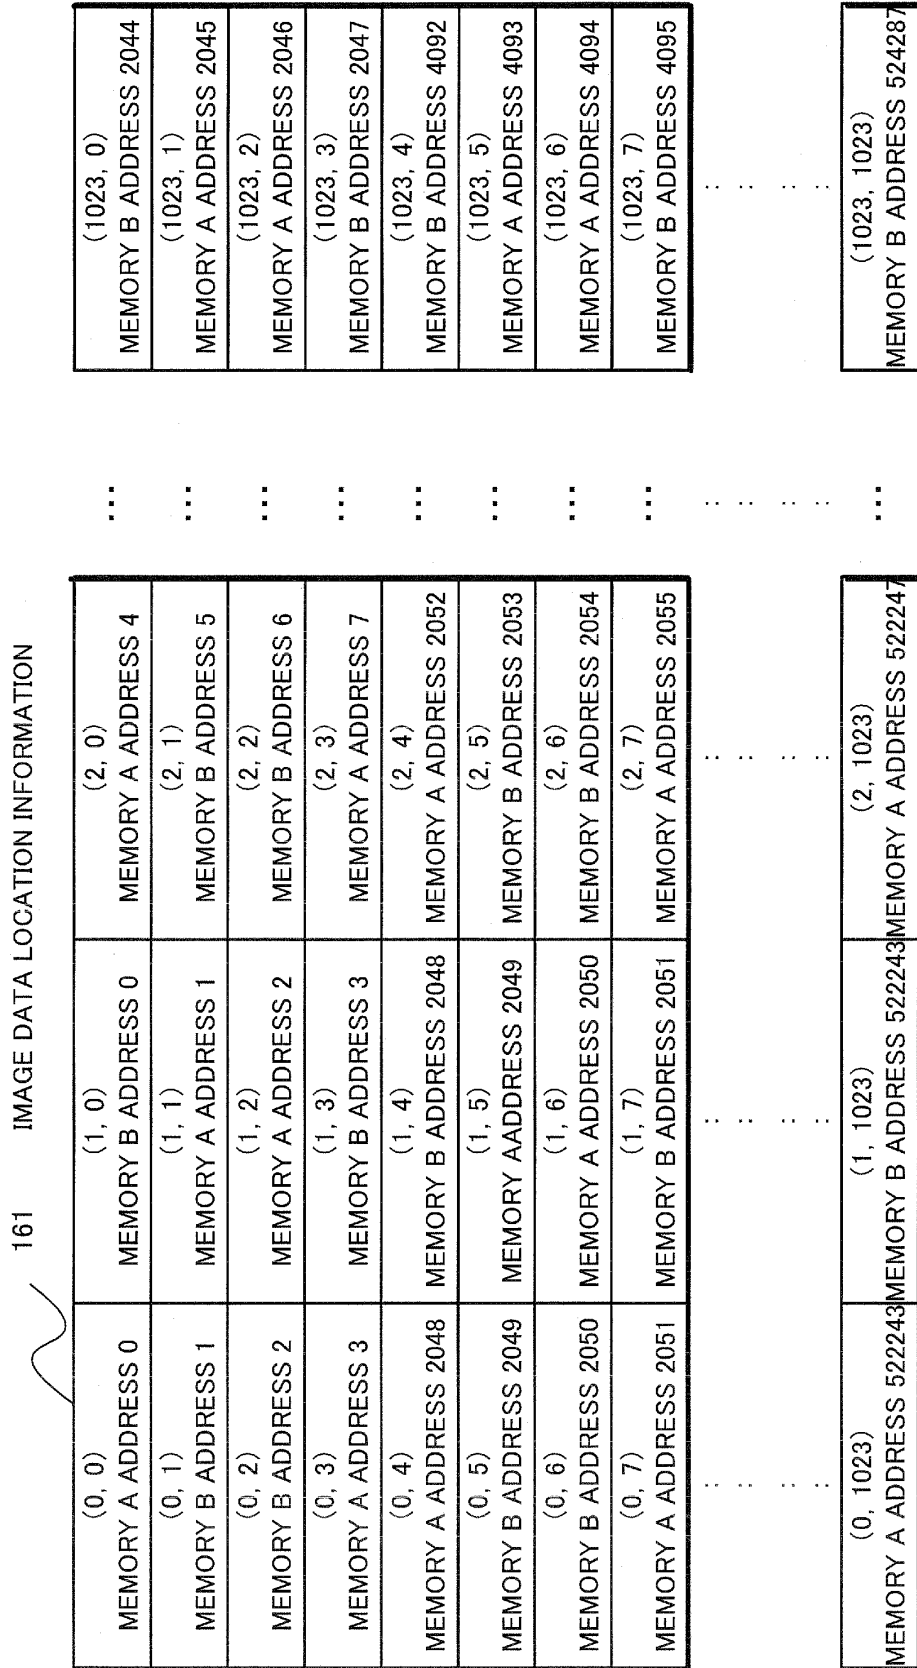 161 IMAGE DATA LOCATION INFORMATION
(0, 0) (1, 0) (2, 0) (1023, 0)
MEMORY A ADDRESS 0 MEMORY B ADDRESS 0 MEMORY A ADDRESS 4 ... MEMORY B ADDRESS 2044
(0, 1) (1, 1) (2, 1) (1023, 1)
MEMORY B ADDRESS 1 MEMORY A ADDRESS 1 MEMORY B ADDRESS 5 ... MEMORY A ADDRESS 2045
(0, 2) (1, 2) (2, 2) (1023, 2)
MEMORY B ADDRESS 2 MEMORY A ADDRESS 2 MEMORY B ADDRESS 6 ... MEMORY A ADDRESS 2046
(0, 3) (1, 3) (2, 3) (1023, 3)
MEMORY A ADDRESS 3 MEMORY B ADDRESS 3 MEMORY A ADDRESS 7 ... MEMORY B ADDRESS 2047
(0, 4) (1, 4) (2, 4) (1023, 4)
MEMORY A ADDRESS 2048 MEMORY B ADDRESS 2048 MEMORY A ADDRESS 2052 ... MEMORY B ADDRESS 4092
(0, 5) (1, 5) (2, 5) (1023, 5)
MEMORY B ADDRESS 2049 MEMORY AADDRESS 2049 MEMORY B ADDRESS 2053 ... MEMORY A ADDRESS 4093
(0, 6) (1, 6) (2, 6) (1023, 6)
MEMORY B ADDRESS 2050 MEMORY A ADDRESS 2050 MEMORY B ADDRESS 2054 ... MEMORY A ADDRESS 4094
(0, 7) (1, 7) (2, 7) (1023, 7)
MEMORY A ADDRESS 2051 MEMORY B ADDRESS 2051 MEMORY A ADDRESS 2055 ... MEMORY B ADDRESS 4095
(0, 1023) (1, 1023) (2, 1023) (1023, 1023)
MEMORY A ADDRESS 522243 MEMORY B ADDRESS 522243 MEMORY A ADDRESS 522247 ... MEMORY B ADDRESS 524287